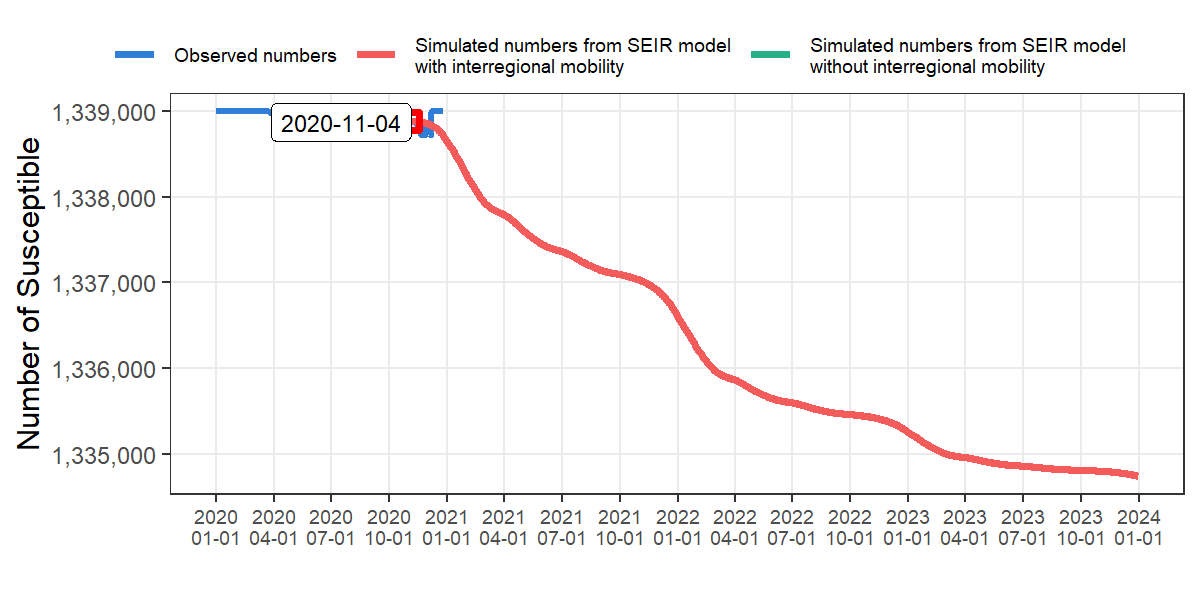 Observed numbers
Simulated numbers from SEIR model
with interregional mobility
Simulated numbers from SEIR model
without interregional mobility
Number of Susceptible
1,339,000
1,338,000
1,337,000
1,336,000
1,335,000
2020-11-04
2020 2020 2020 2020 2021 2021 2021 2021 2022 2022 2022 2022 2023 2023 2023 2023 2024
01-01 04-01 07-01 10-01 01-01 04-01 07-01 10-01 01-01 04-01 07-01 10-01 01-01 04-01 07-01 10-01 01-01